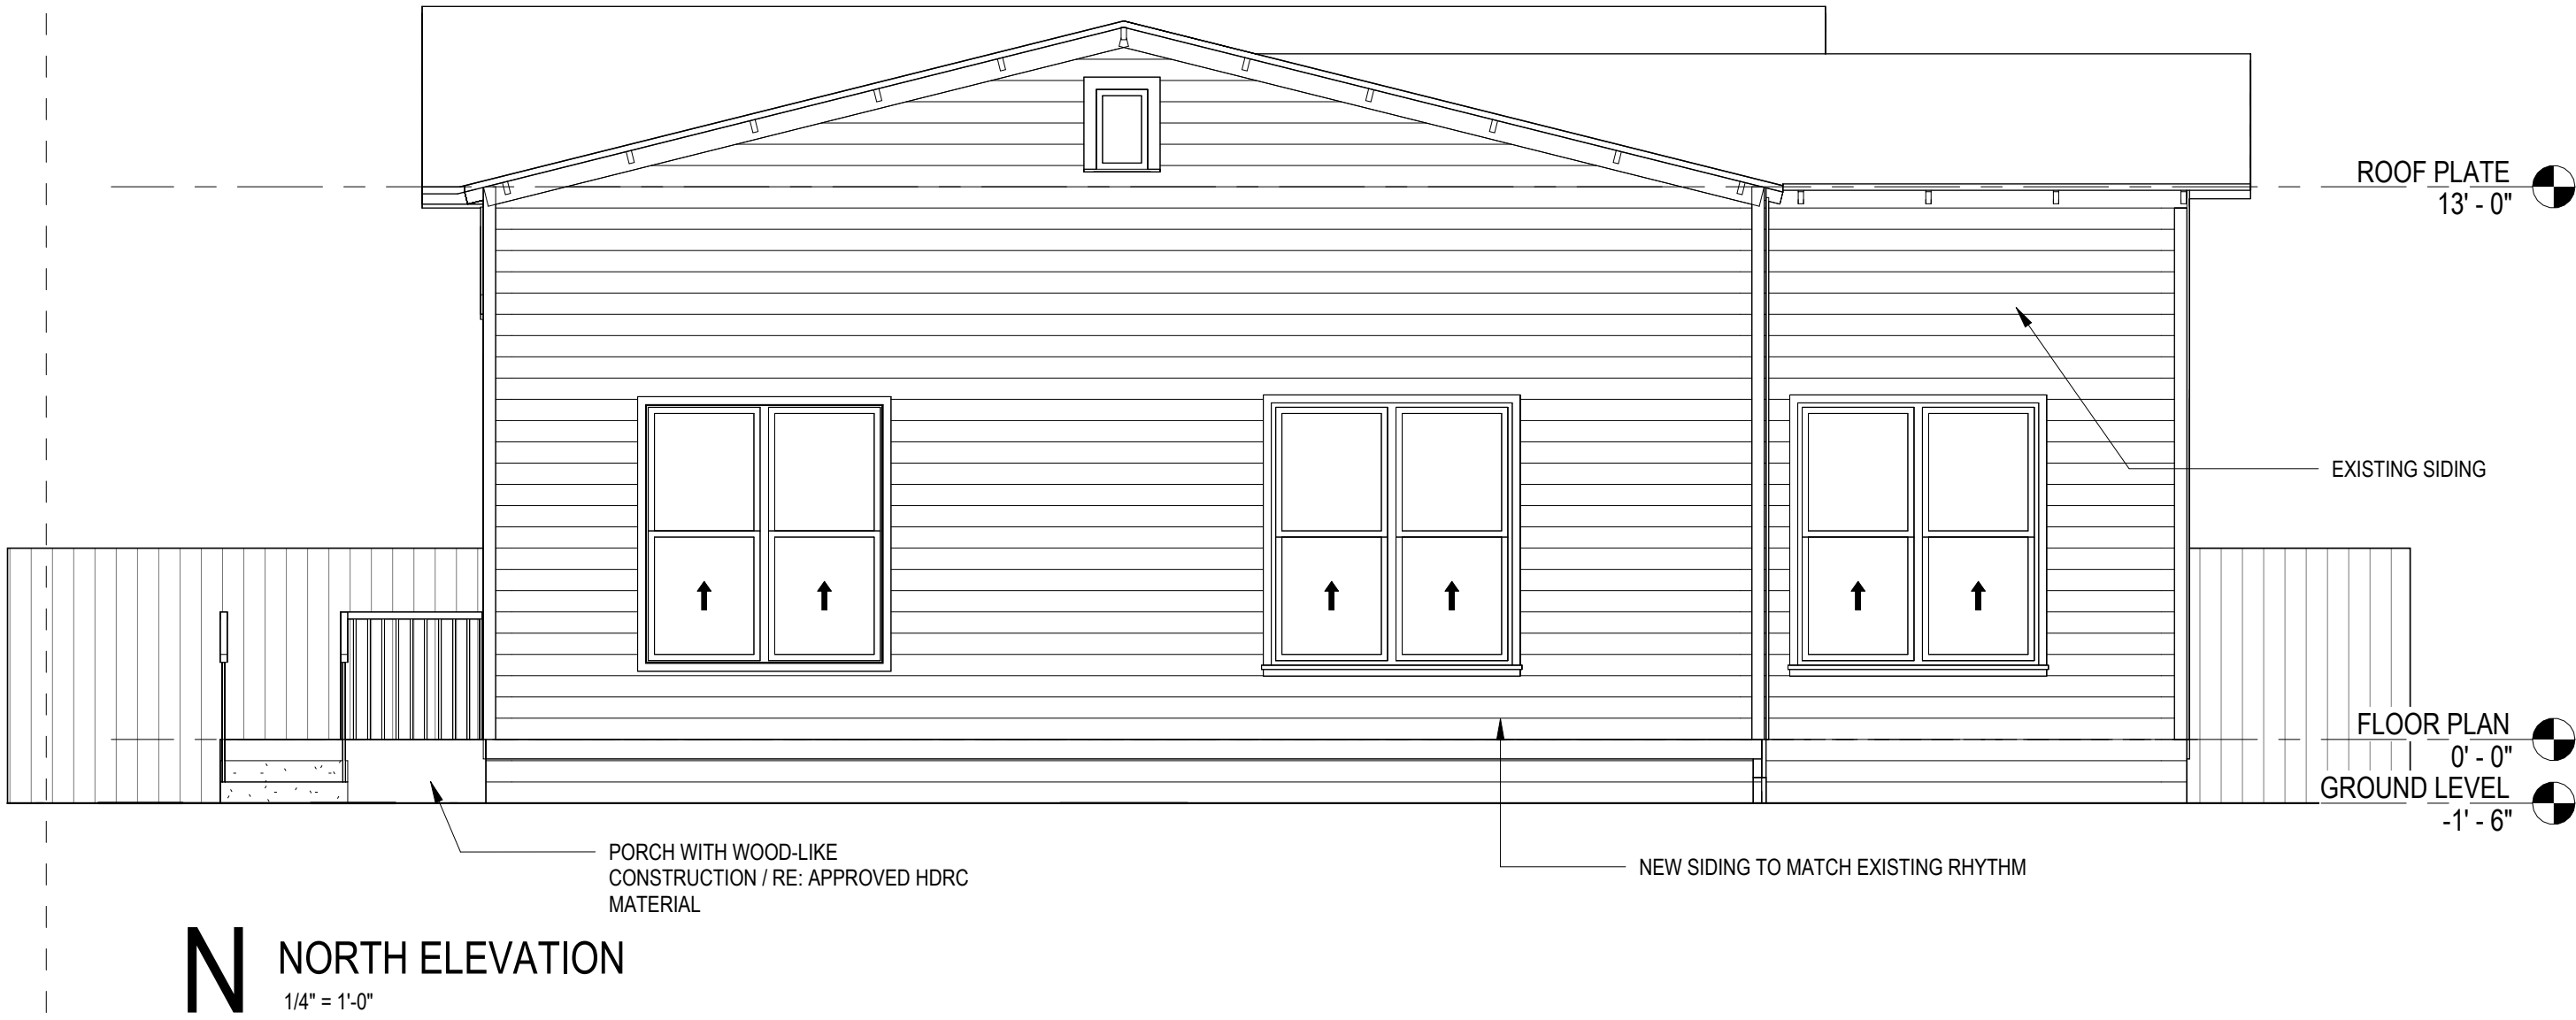 ROOF PLATE
13' - 0"
EXISTING SIDING
FLOOR PLAN
0' - 0"
GROUND LEVEL
-1' - 6"
PORCH WITH WOOD-LIKE
CONSTRUCTION / RE: APPROVED HDRC
MATERIAL
NEW SIDING TO MATCH EXISTING RHYTHM
N NORTH ELEVATION
1/4" = 1'-0"